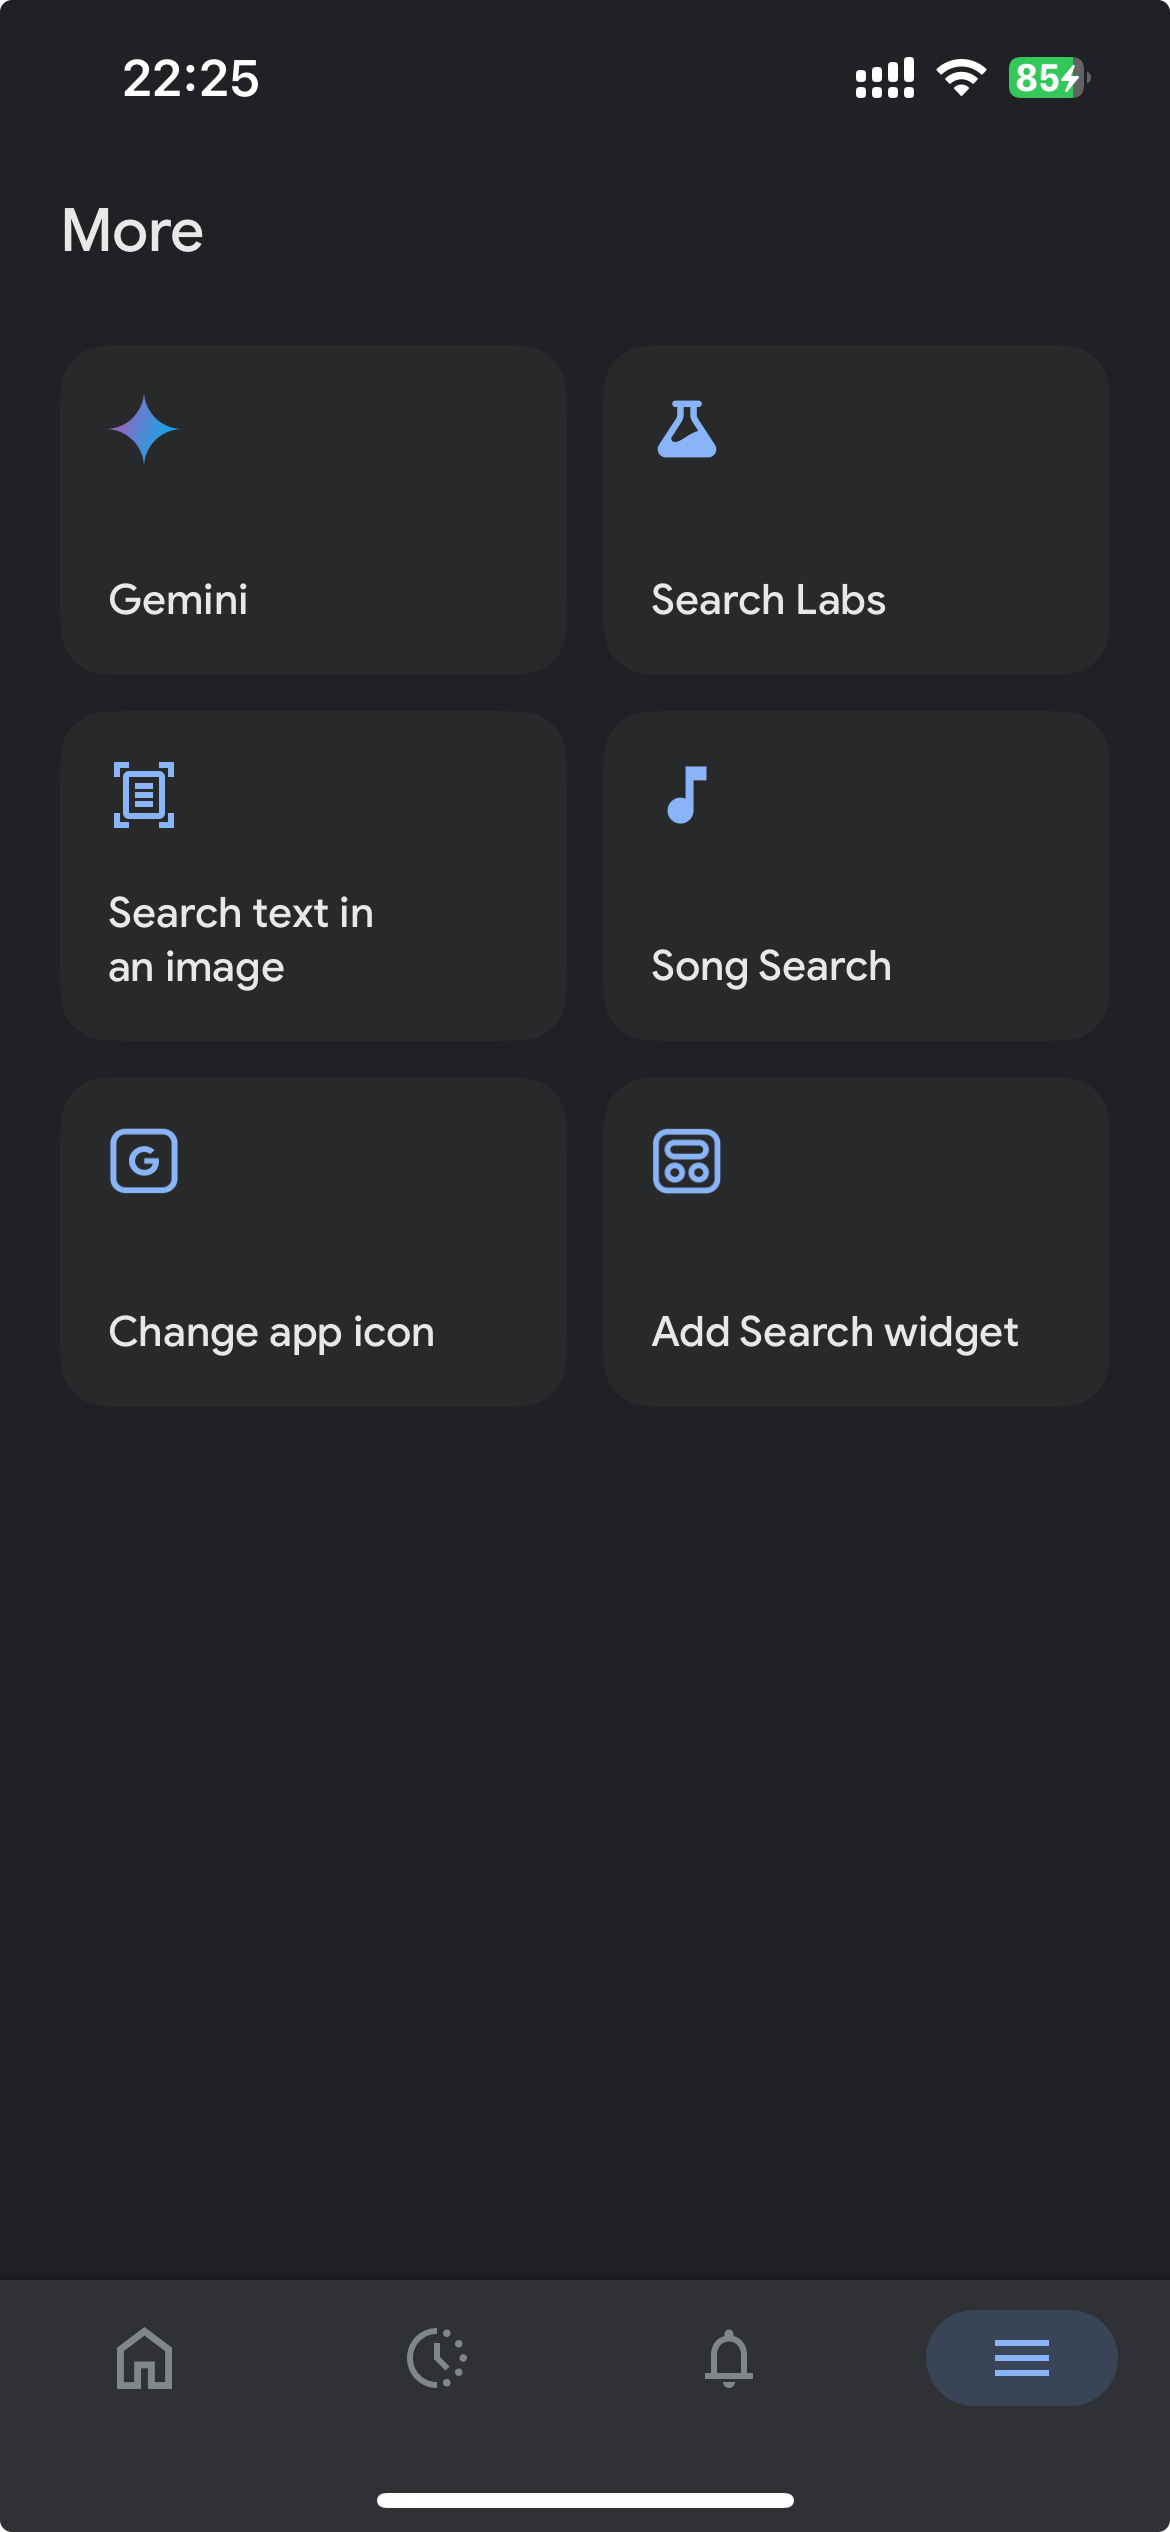 22:25
85
More
Gemini
Search Labs
Search text in
an image
Song Search
G
Change app icon
Add Search widget